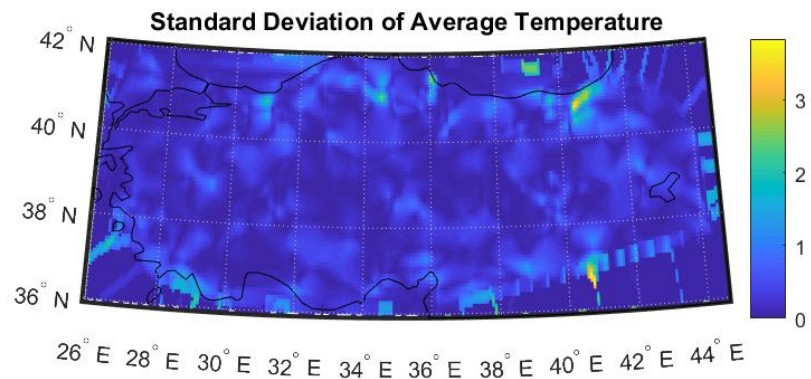 Standard Deviation of Average Temperature
42° N
40° N
38° N
36° N
26° E 28° E 30° E 32° E 34° E 36° E 38° E 40° E 42° E 44° E
3
2
1
0